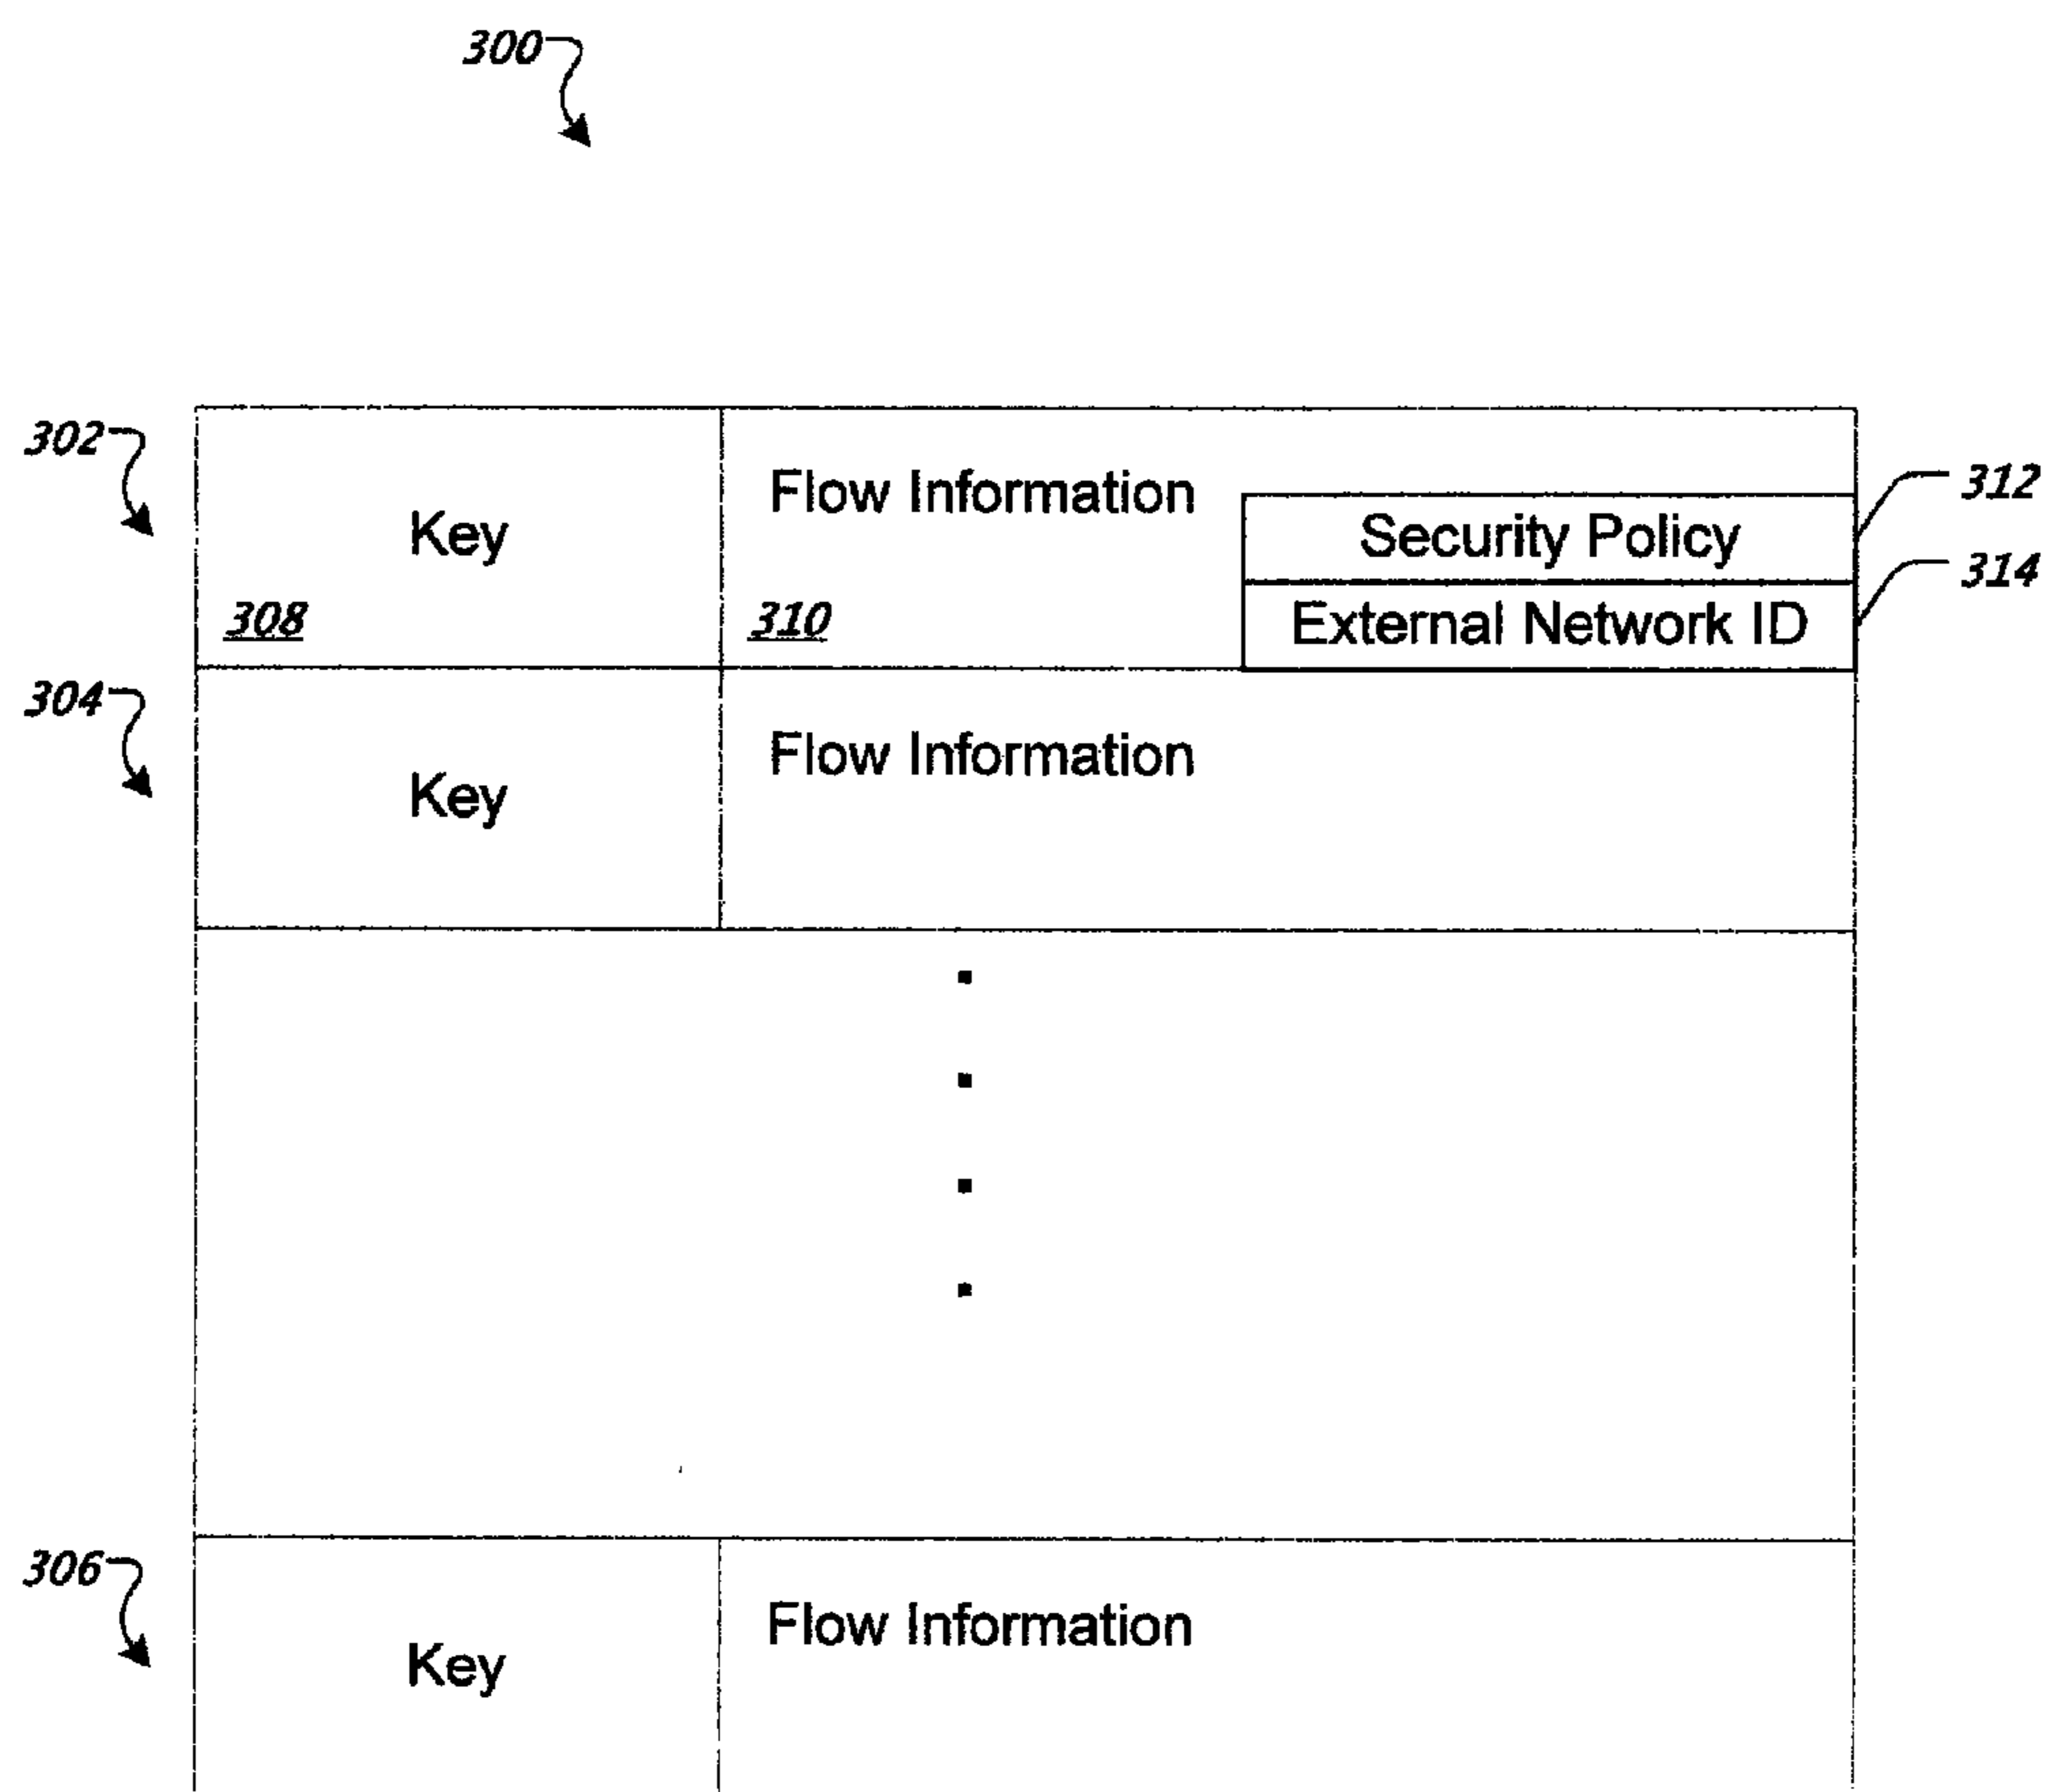 300
302
Key
308
Flow Information
310
Security Policy
External Network ID
312
314
304
Key
Flow Information
306
Key
Flow Information